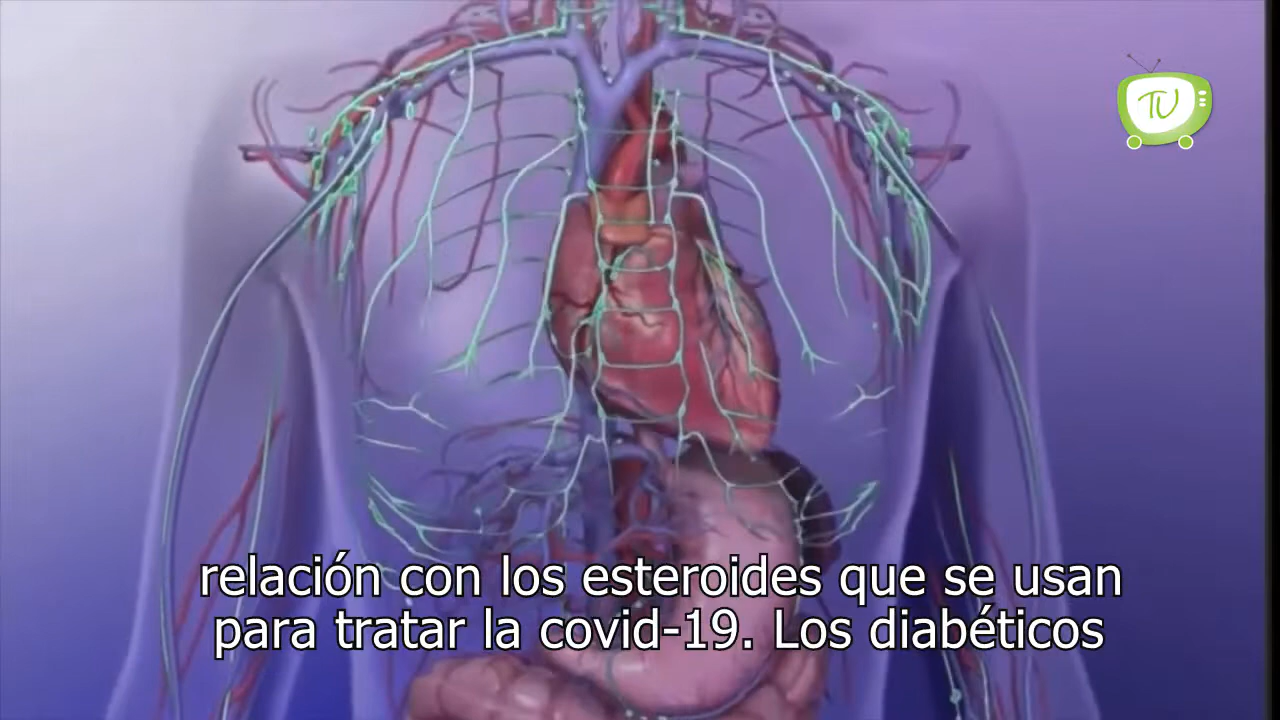 TV
relación con los esteroides que se usan
para tratar la covid-19. Los diabéticos